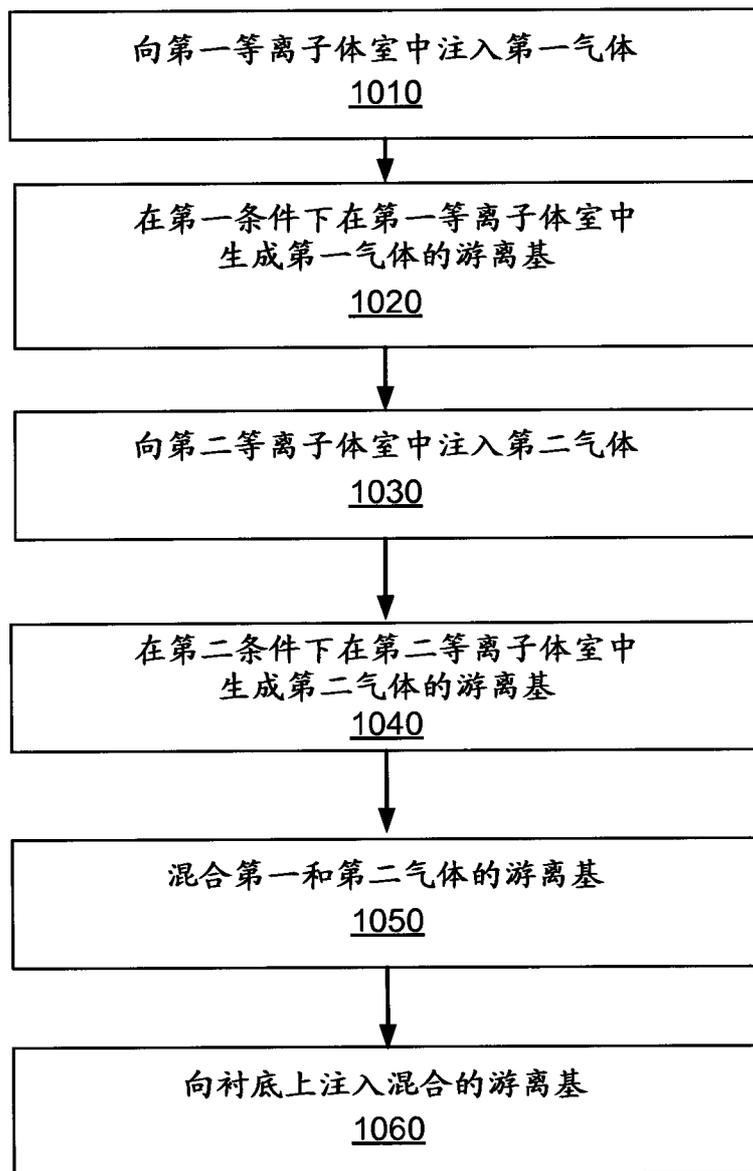 向第一等离子体室中注入第一气体
1010
在第一条件下在第一等离子体室中
生成第一气体的游离基
1020
向第二等离子体室中注入第二气体
1030
在第二条件下在第二等离子体室中
生成第二气体的游离基
1040
混合第一和第二气体的游离基
1050
向衬底上注入混合的游离基
1060